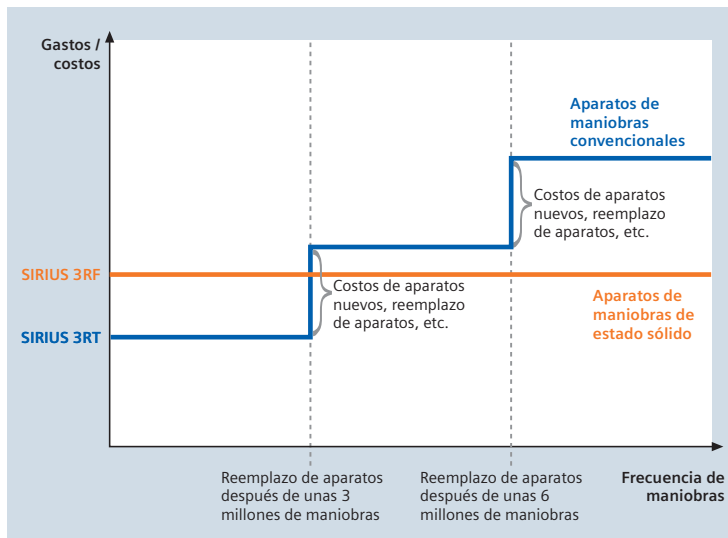 Gastos /
costos
Aparatos de
maniobras
convencionales
Costos de aparatos
nuevos, reemplazo
de aparatos, etc.
SIRIUS 3RF
Costos de aparatos
nuevos, reemplazo
de aparatos, etc.
Aparatos de
maniobras de
estado sólido
SIRIUS 3RT
Reemplazo de aparatos
después de unas 3
millones de maniobras
Reemplazo de aparatos
después de unas 6
millones de maniobras
Frecuencia de
maniobras